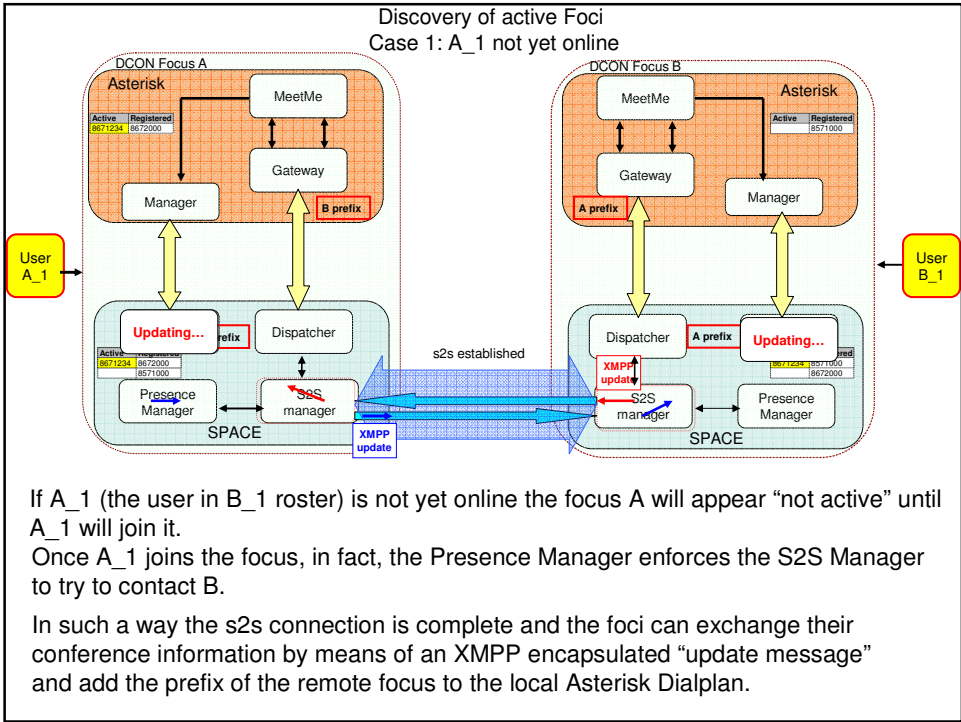 Discovery of active Foci
Case 1: A_1 not yet online
DCON Focus A
Asterisk
MeetMe
Active Registered
8671234 8672000
Gateway
Manager
B prefix
User
A_1
Updating…
prefix
Dispatcher
Active Registered
8671234 8672000
8571000
Presence
Manager
S2S
manager
SPACE
XMPP
update
s2s established
DCON Focus B
MeetMe
Asterisk
Active Registered
8571000
Gateway
Manager
A prefix
User
B_1
Dispatcher
A prefix
Updating…
XMPP
update
Active Registered
8671234 8571000
8672000
S2S
manager
Presence
Manager
SPACE
If A_1 (the user in B_1 roster) is not yet online the focus A will appear “not active” until
A_1 will join it.
Once A_1 joins the focus, in fact, the Presence Manager enforces the S2S Manager
to try to contact B.
In such a way the s2s connection is complete and the foci can exchange their
conference information by means of an XMPP encapsulated “update message”
and add the prefix of the remote focus to the local Asterisk Dialplan.